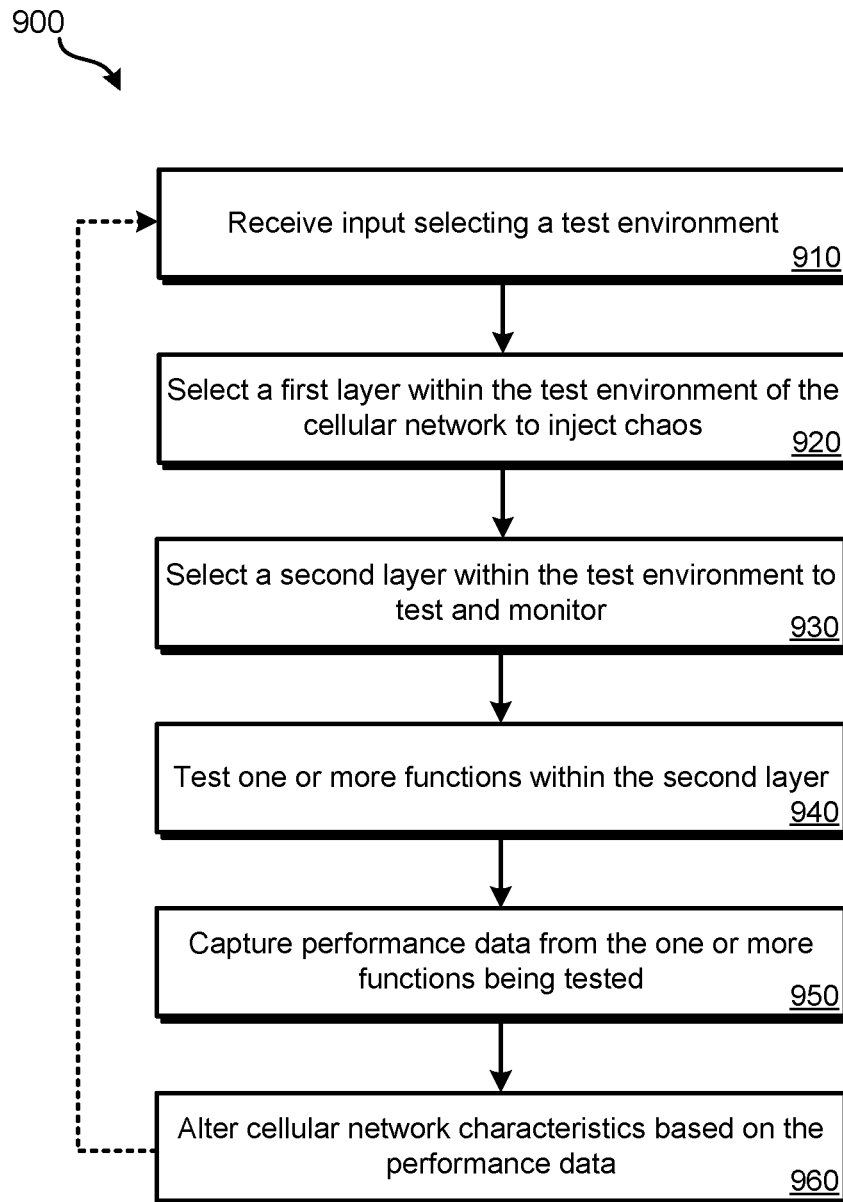 900
Receive input selecting a test environment
910
Select a first layer within the test environment of the
cellular network to inject chaos
920
Select a second layer within the test environment to
test and monitor
930
Test one or more functions within the second layer
940
Capture performance data from the one or more
functions being tested
950
Alter cellular network characteristics based on the
performance data
960